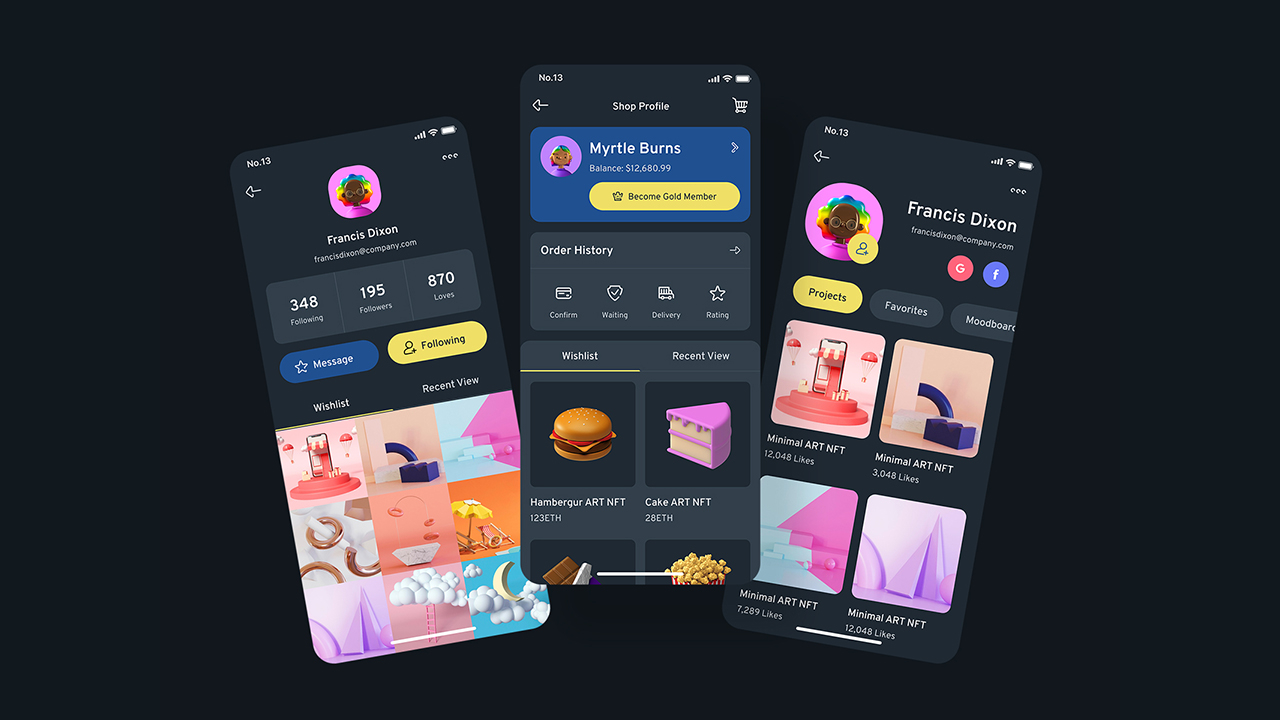 No.13
Francis Dixon
francisdixon@company.com
348
Following
195
Followers
870
Loves
Message
Following
Wishlist
Recent View
No.13
Shop Profile
Myrtle Burns
Balance: $12,680.99
Become Gold Member
Order History
Confirm
Waiting
Delivery
Rating
Wishlist
Recent View
Hambergur ART NFT
123ETH
Cake ART NFT
28ETH
No.13
Francis Dixon
francisdixon@company.com
G
f
Projects
Favorites
Moodboard
Minimal ART NFT
12,048 Likes
Minimal ART NFT
3,048 Likes
Minimal ART NFT
7,289 Likes
Minimal ART NFT
12,048 Likes